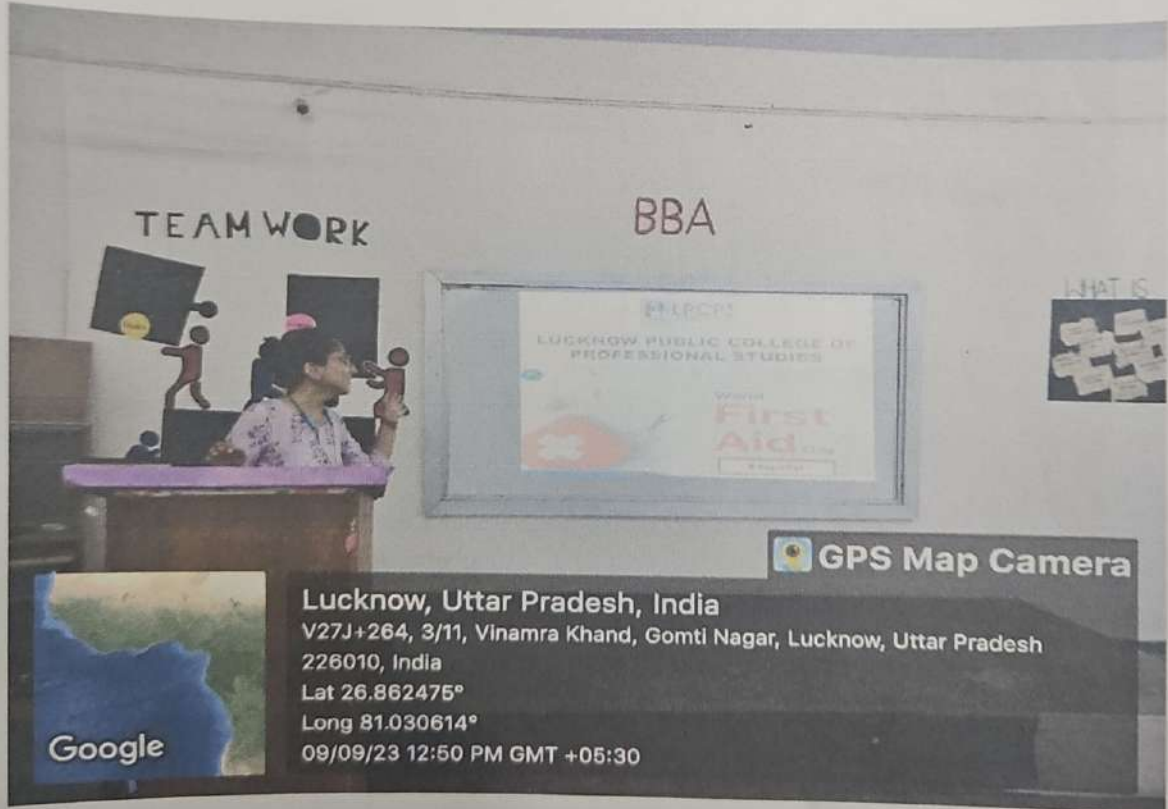 TEAM WORK
BBA
WHAT IS
LPCPS
LUCKNOW PUBLIC COLLEGE OF
PROFESSIONAL STUDIES
World
First
Aid Day
GPS Map Camera
Lucknow, Uttar Pradesh, India
V27J+264, 3/11, Vinamra Khand, Gomti Nagar, Lucknow, Uttar Pradesh
226010, India
Lat 26.862475°
Long 81.030614°
09/09/23 12:50 PM GMT +05:30
Google